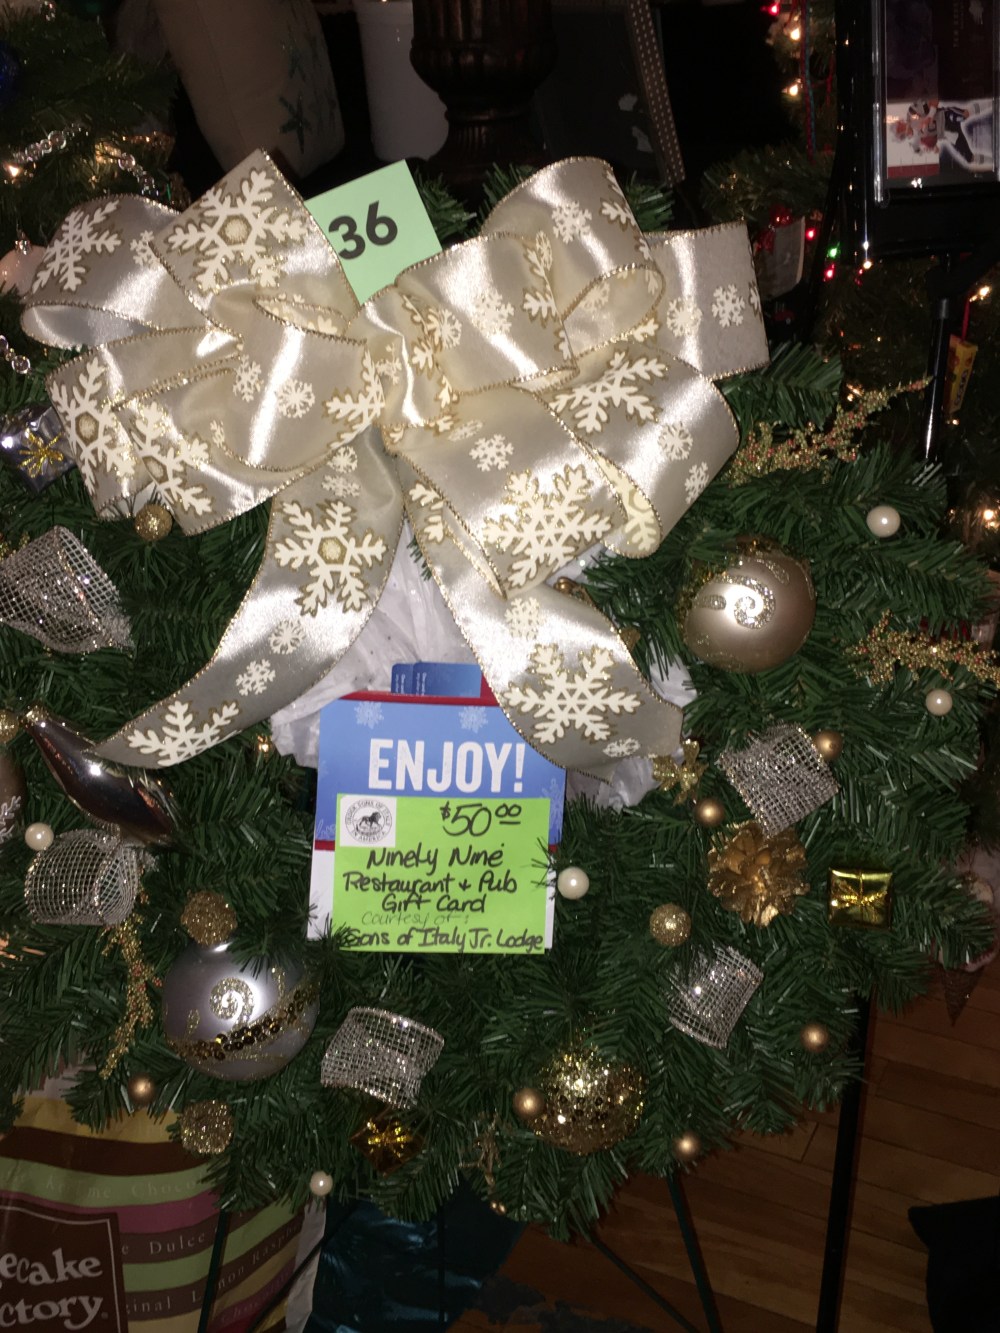 36
ENJOY!
$50.00
Ninety Nine
Restaurant + Pub
Gift Card
Courtesy of:
Sons of Italy Jr. Lodge
ecake
ctory
Dulce